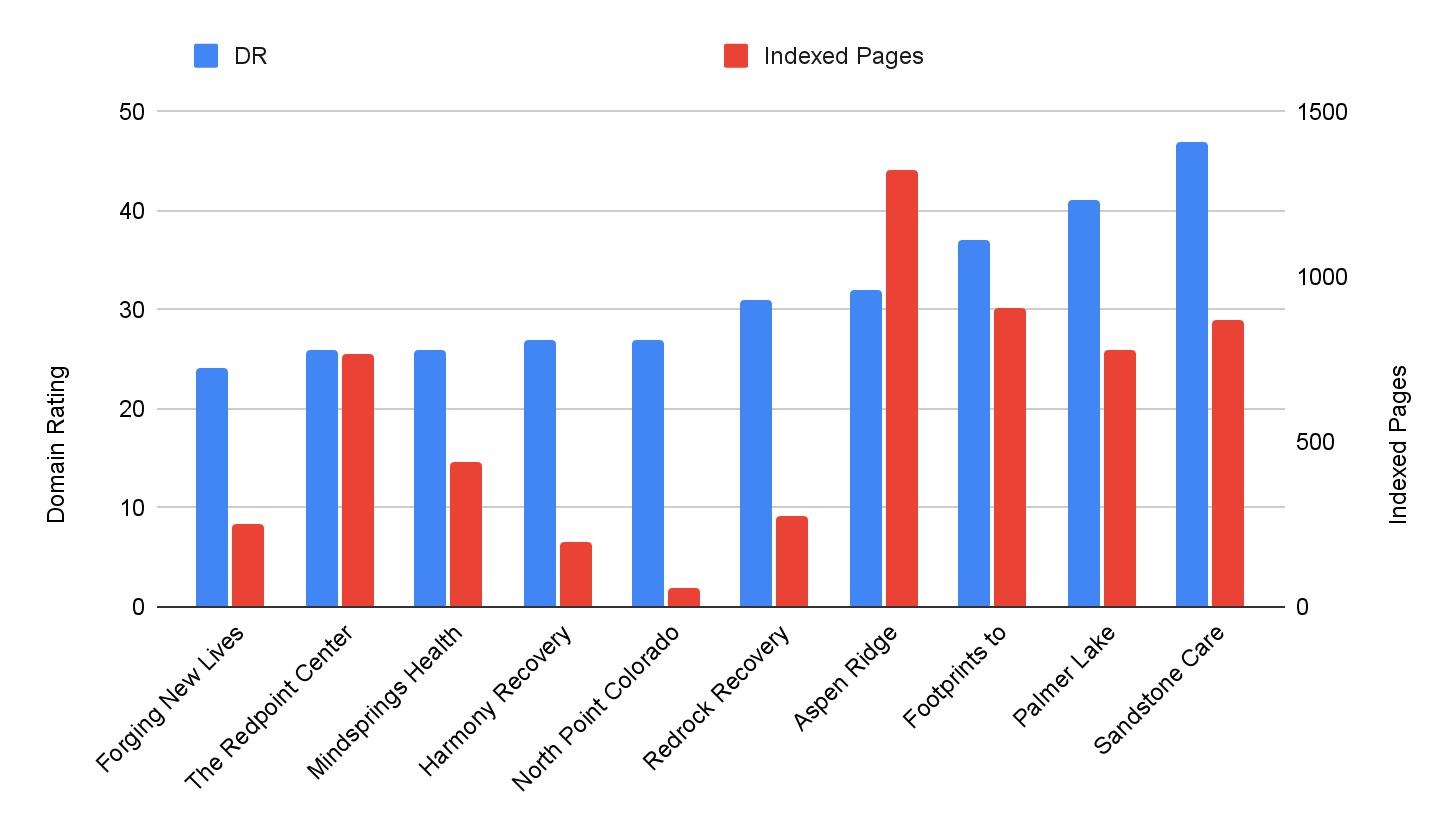 DR
Indexed Pages
50
40
30
20
10
0
1500
1000
500
0
Domain Rating
Indexed Pages
Forging New Lives
The Redpoint Center
Mindsprings Health
Harmony Recovery
North Point Colorado
Redrock Recovery
Aspen Ridge
Footprints to
Palmer Lake
Sandstone Care